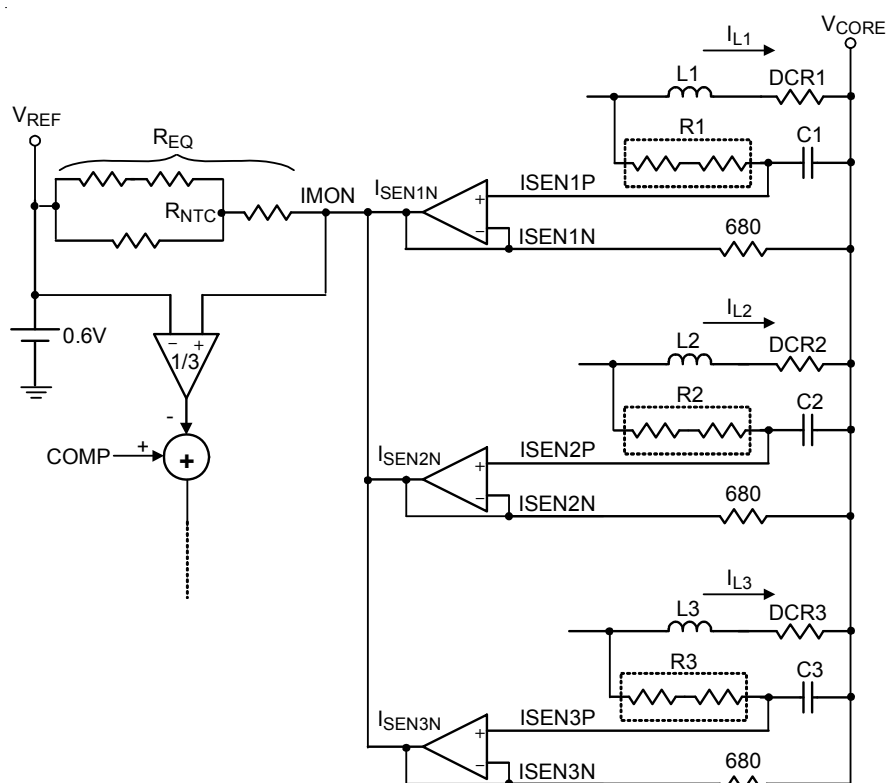 VCORE
IL1
L1
DCR1
VREF
REQ
R1
C1
RNTC
IMON
ISEN1N
+
−
ISEN1P
ISEN1N
680
0.6V
− +
1/3
-
COMP
+
+
IL2
L2
DCR2
R2
C2
ISEN2N
+
−
ISEN2P
ISEN2N
680
IL3
L3
DCR3
R3
C3
ISEN3N
+
−
ISEN3P
ISEN3N
680